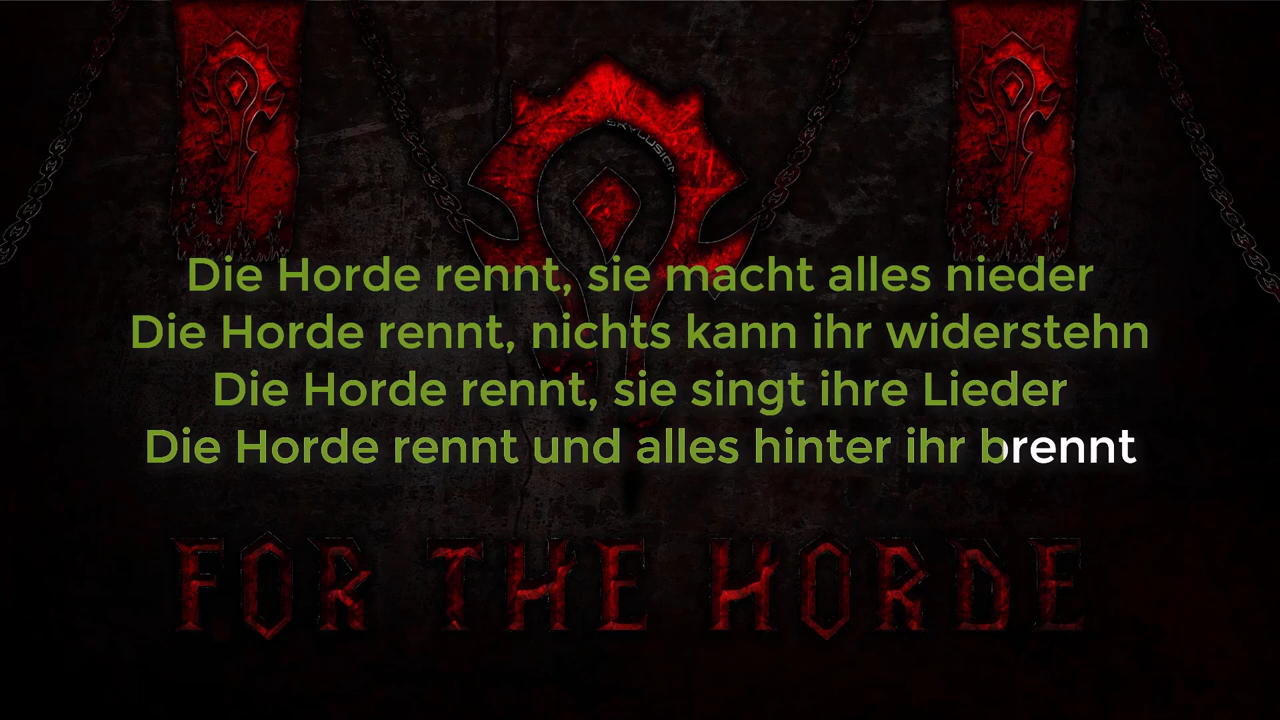 SKYLUSION
Die Horde rennt, sie macht alles nieder
Die Horde rennt, nichts kann ihr widerstehn
Die Horde rennt, sie singt ihre Lieder
Die Horde rennt und alles hinter ihr brennt
FOR THE HORDE